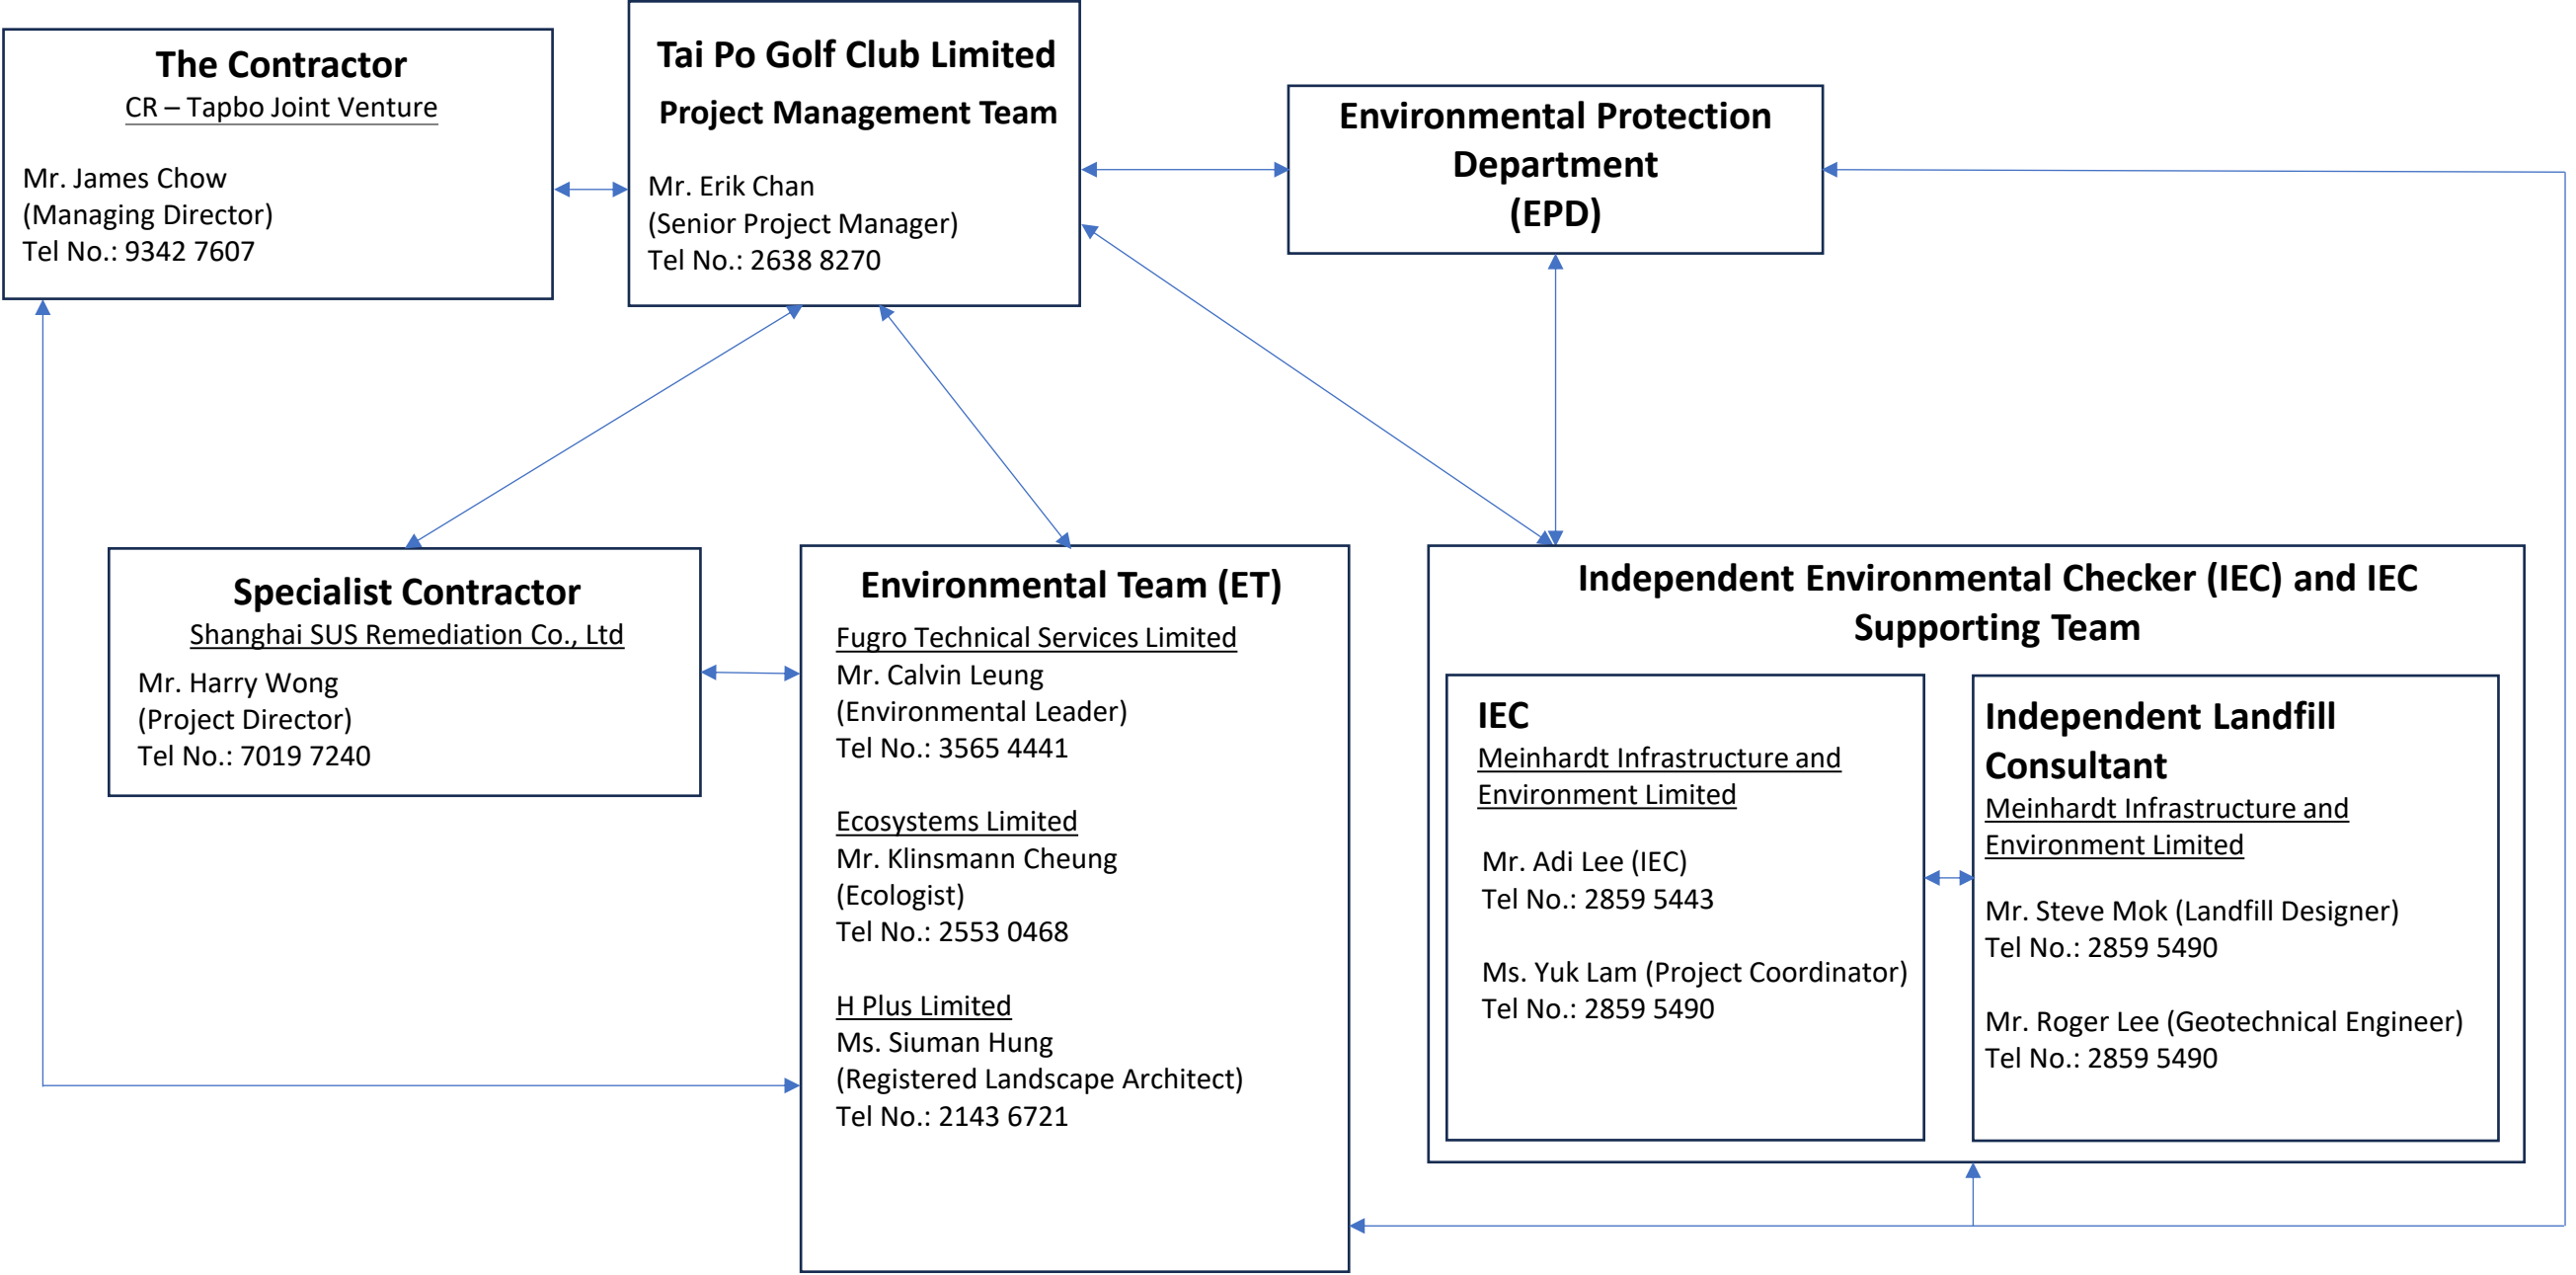 The Contractor
CR – Tapbo Joint Venture
Mr. James Chow
(Managing Director)
Tel No.: 9342 7607
Tai Po Golf Club Limited
Project Management Team
Mr. Erik Chan
(Senior Project Manager)
Tel No.: 2638 8270
Environmental Protection
Department
(EPD)
Specialist Contractor
Shanghai SUS Remediation Co., Ltd
Mr. Harry Wong
(Project Director)
Tel No.: 7019 7240
Environmental Team (ET)
Fugro Technical Services Limited
Mr. Calvin Leung
(Environmental Leader)
Tel No.: 3565 4441
Ecosystems Limited
Mr. Klinsmann Cheung
(Ecologist)
Tel No.: 2553 0468
H Plus Limited
Ms. Siuman Hung
(Registered Landscape Architect)
Tel No.: 2143 6721
Independent Environmental Checker (IEC) and IEC
Supporting Team
IEC
Meinhardt Infrastructure and
Environment Limited
Mr. Adi Lee (IEC)
Tel No.: 2859 5443
Ms. Yuk Lam (Project Coordinator)
Tel No.: 2859 5490
Independent Landfill
Consultant
Meinhardt Infrastructure and
Environment Limited
Mr. Steve Mok (Landfill Designer)
Tel No.: 2859 5490
Mr. Roger Lee (Geotechnical Engineer)
Tel No.: 2859 5490